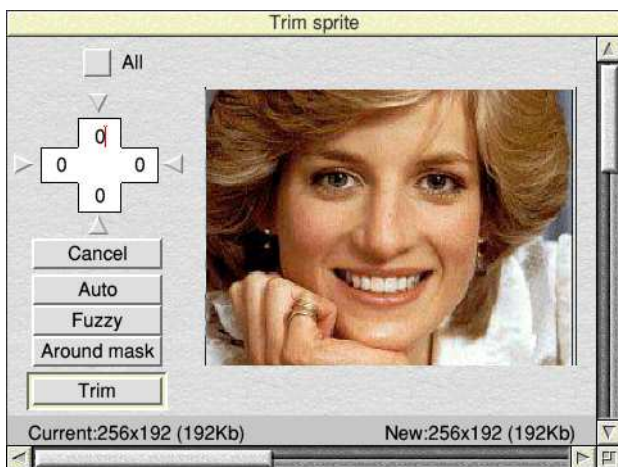 Trim sprite
All
0
0 0
0
Cancel
Auto
Fuzzy
Around mask
Trim
Current:256x192 (192Kb) New:256x192 (192Kb)